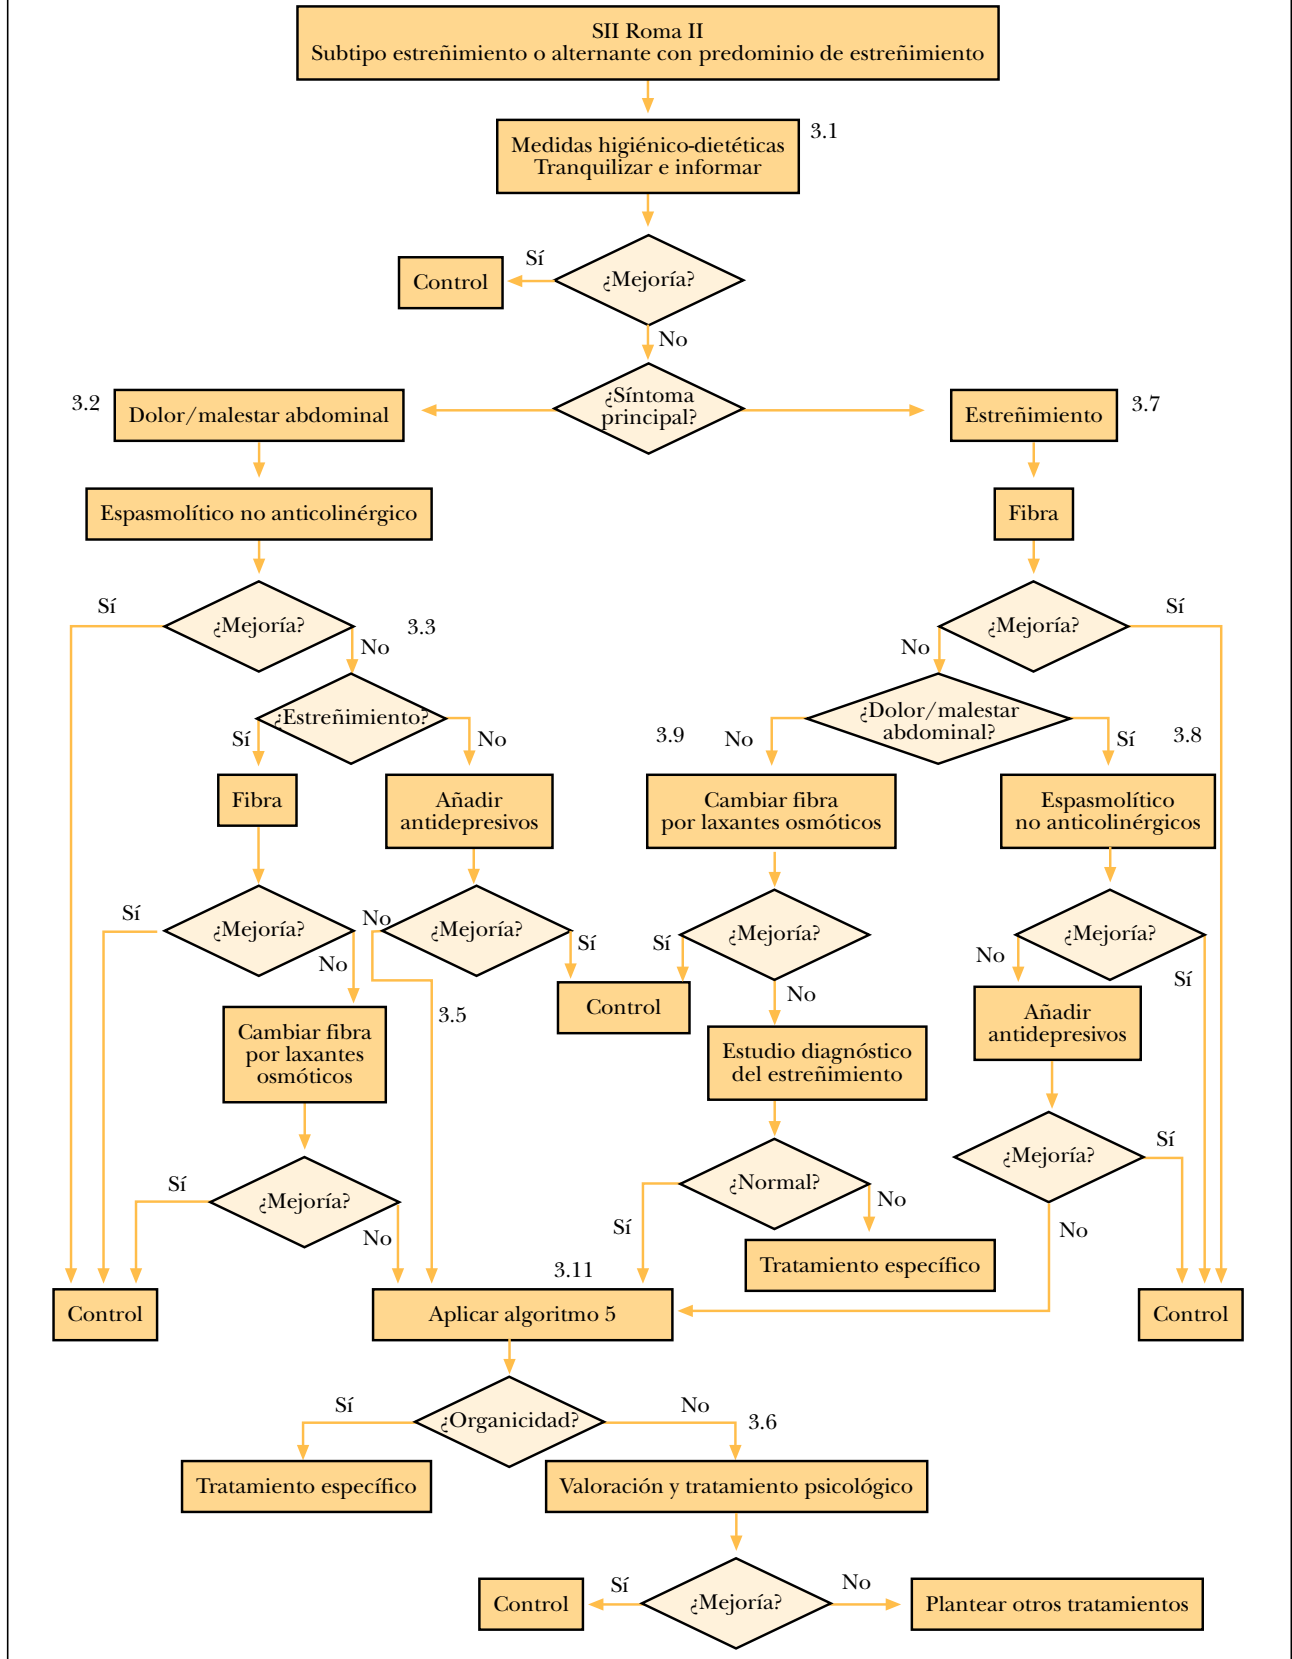 SII Roma II
Subtipo estreñimiento o alternante con predominio de estreñimiento
Medidas higiénico-dietéticas
Tranquilizar e informar
3.1
Sí
¿Mejoría?
Control
No
¿Síntoma
principal?
3.2
Dolor/malestar abdominal
Estreñimiento
3.7
Espasmolítico no anticolinérgico
Fibra
Sí
¿Mejoría?
3.3
No
¿Mejoría?
Sí
No
¿Estreñimiento?
Sí
No
¿Dolor/malestar
abdominal?
3.9
No
Sí
3.8
Fibra
Añadir
antidepresivos
Cambiar fibra
por laxantes osmóticos
Espasmolítico
no anticolinérgicos
Sí
¿Mejoría?
No
No
¿Mejoría?
Sí
Sí
¿Mejoría?
No
¿Mejoría?
No
Sí
Control
3.5
Cambiar fibra
por laxantes
osmóticos
Estudio diagnóstico
del estreñimiento
Añadir
antidepresivos
Sí
¿Mejoría?
No
Sí
¿Normal?
No
¿Mejoría?
Sí
No
Tratamiento específico
3.11
Control
Aplicar algoritmo 5
Control
Sí
¿Organicidad?
No
3.6
Tratamiento específico
Valoración y tratamiento psicológico
Control
Sí
¿Mejoría?
No
Plantear otros tratamientos